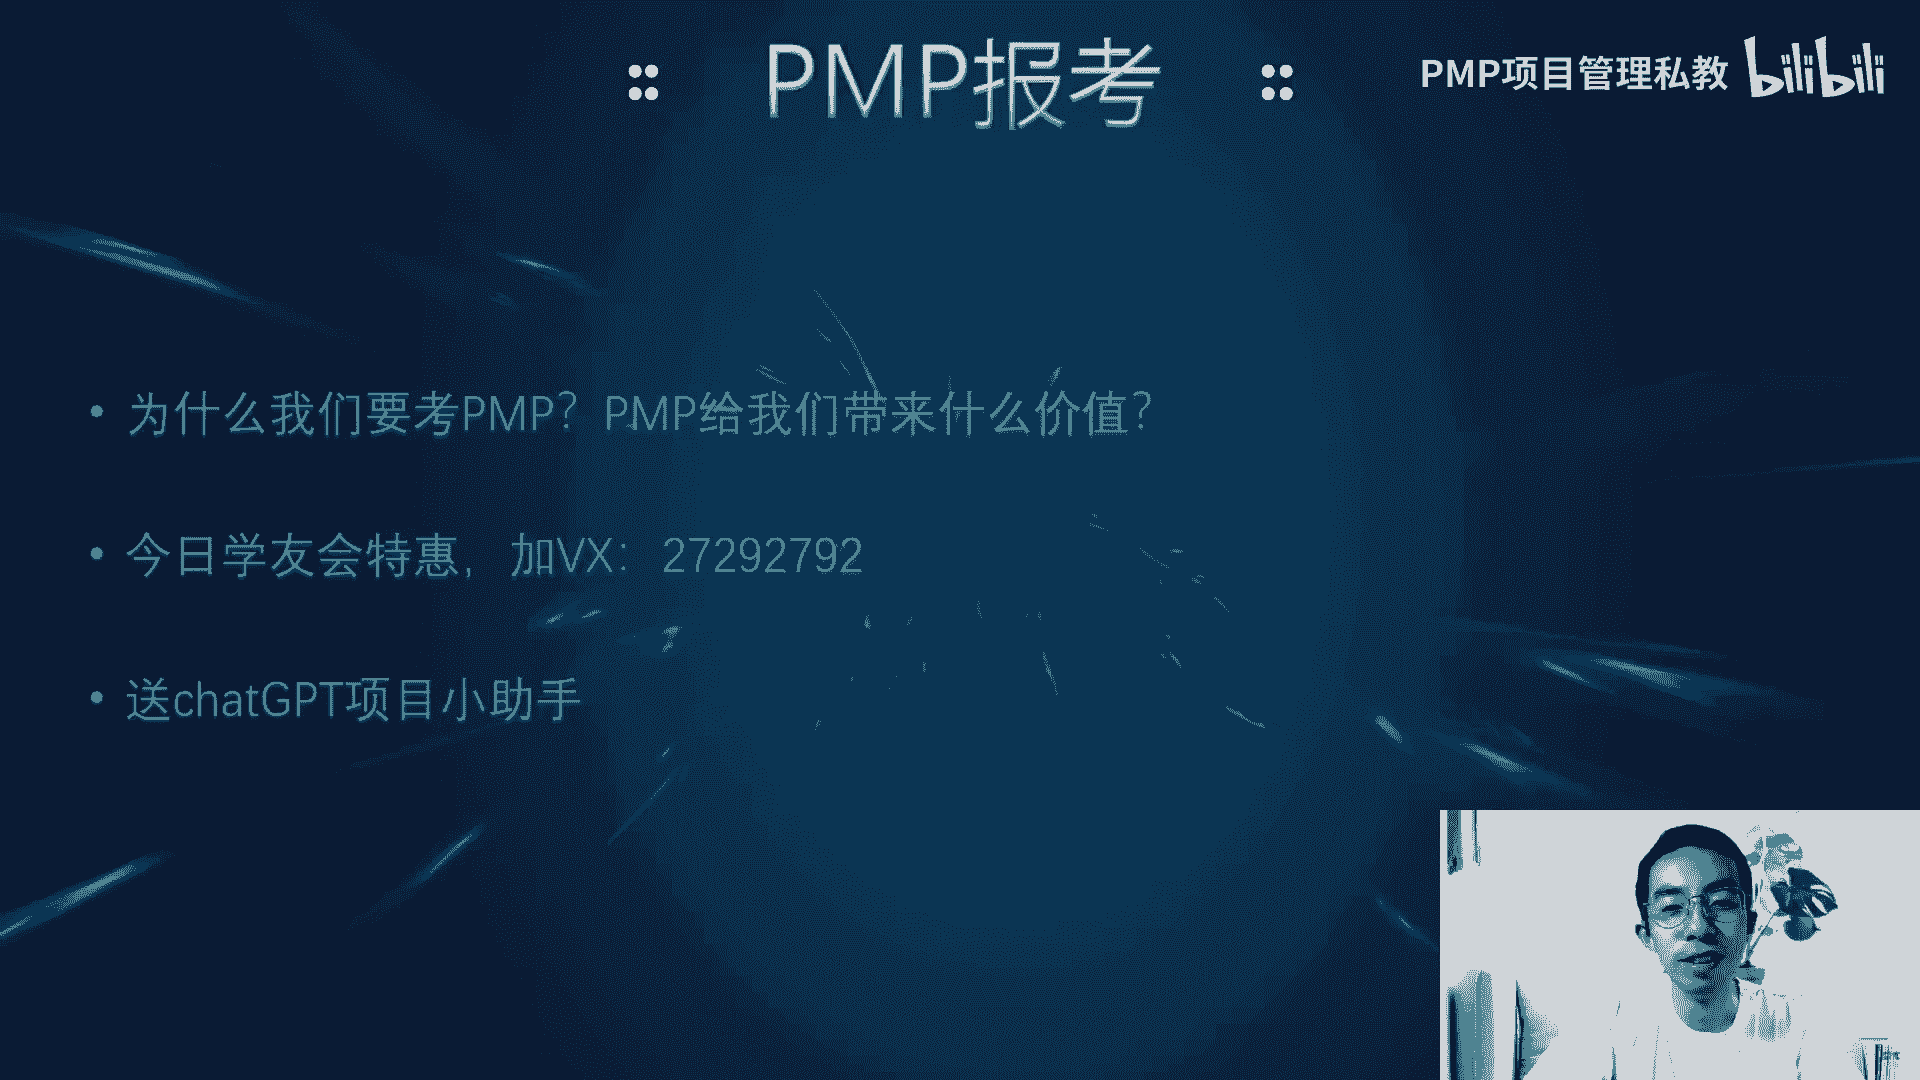 PMP报考
PMP项目管理私教 bilibili
• 为什么我们要考PMP？PMP给我们带来什么价值？
• 今日学友会特惠，加VX：27292792
• 送chatGPT项目小助手